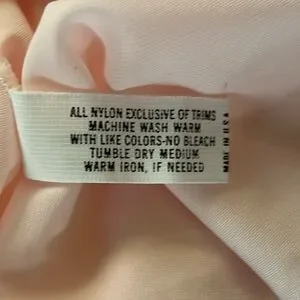 ALL NYLON EXCLUSIVE OF TRIMS
MACHINE WASH WARM
WITH LIKE COLORS-NO BLEACH
TUMBLE DRY MEDIUM
WARM IRON, IF NEEDED
MADE IN U.S.A.